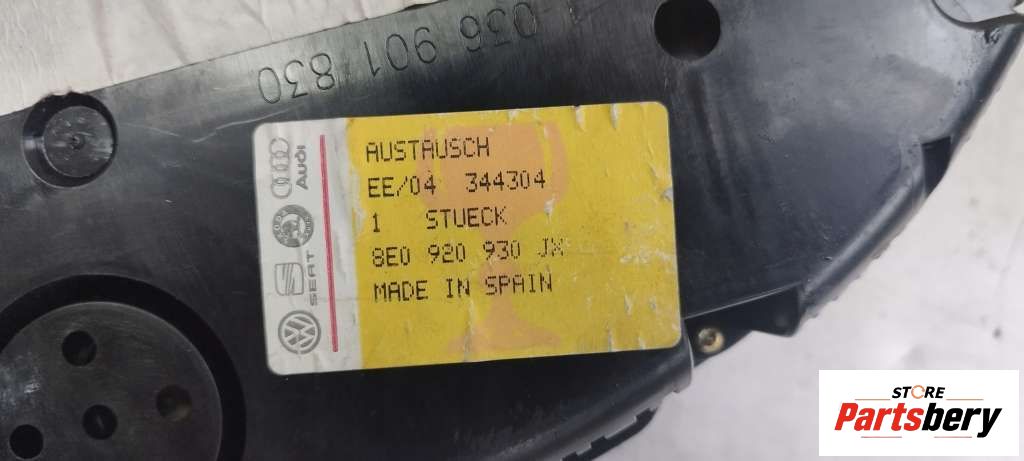 036 901 830
AUSTAUSCH
EE/04 344304
1 STUECK
8E0 920 930 JX
MADE IN SPAIN
Audi
SEAT
STORE
Partsbery